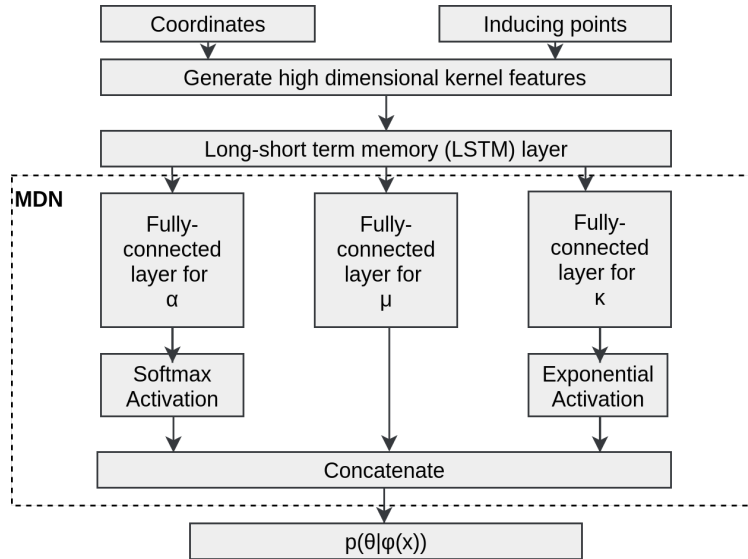 Coordinates
Inducing points
Generate high dimensional kernel features
Long-short term memory (LSTM) layer
MDN
Fully-
connected
layer for
α
Fully-
connected
layer for
μ
Fully-
connected
layer for
κ
Softmax
Activation
Exponential
Activation
Concatenate
p(θ|φ(x))